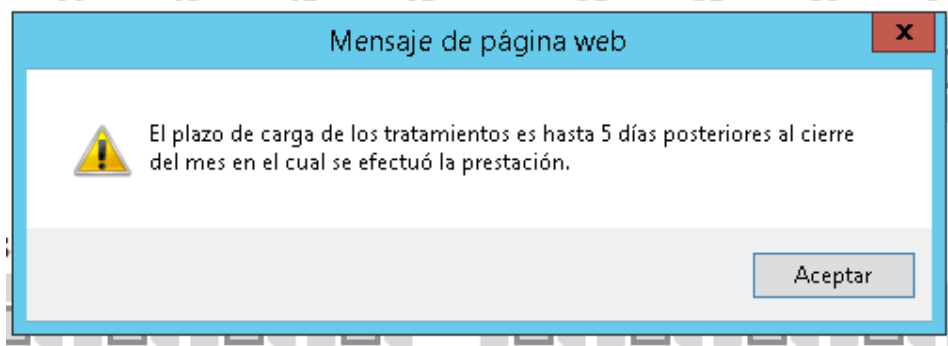 Mensaje de página web
x
El plazo de carga de los tratamientos es hasta 5 días posteriores al cierre
del mes en el cual se efectuó la prestación.
Aceptar